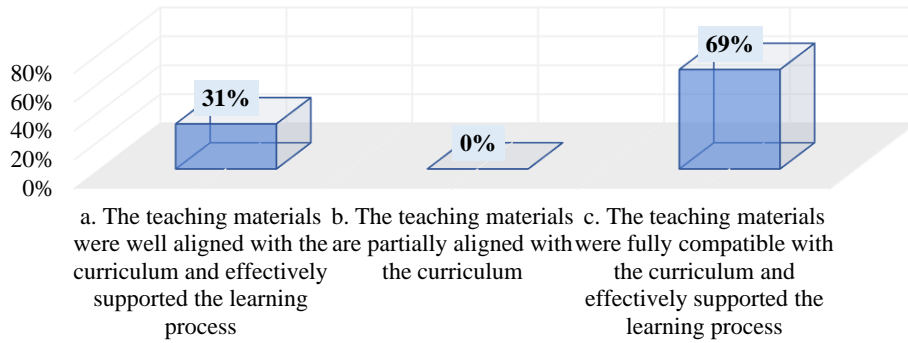 69%
80%
31%
60%
40%
0%
20%
0%
a. The teaching materials
were well aligned with the
curriculum and effectively
supported the learning
process
b. The teaching materials
are partially aligned with
the curriculum
c. The teaching materials
were fully compatible with
the curriculum and
effectively supported the
learning process